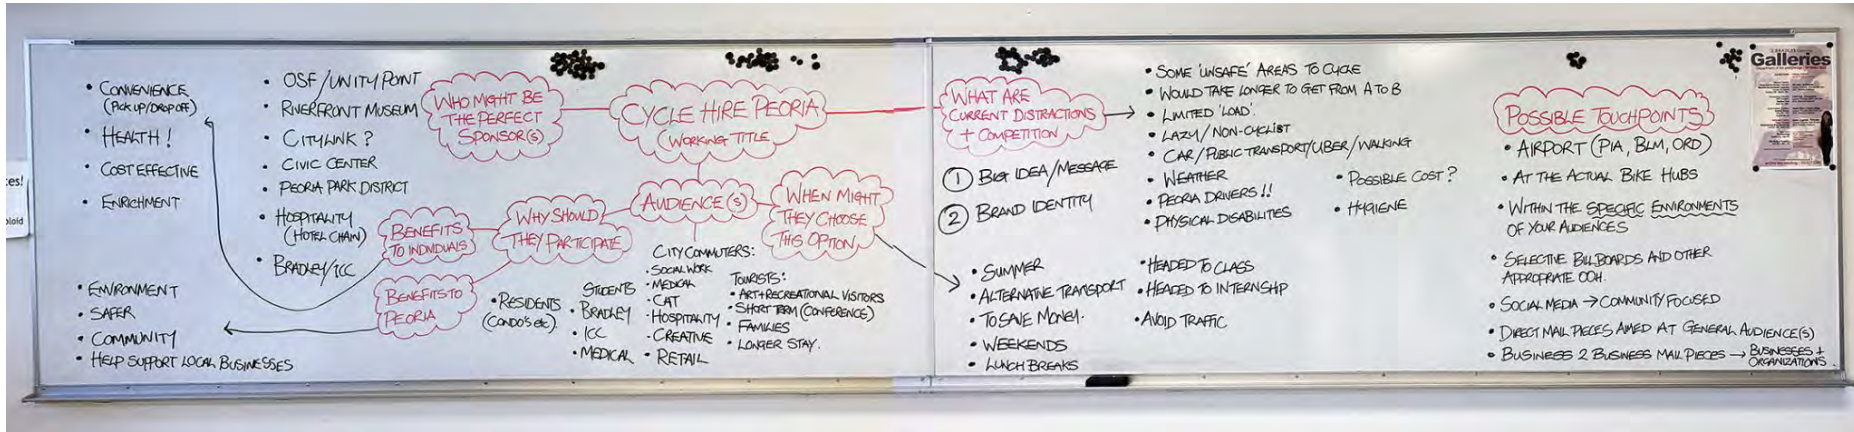 • CONVENIENCE
(PICK UP/DROP OFF)
• HEALTH!
• COST EFFECTIVE
• ENRICHMENT
• ENVIRONMENT
• SAFER
• COMMUNITY
• HELP SUPPORT LOCAL BUSINESSES
• OSF/UNITYPOINT
• RIVERFRONT MUSEUM
• CITYLINK?
• CIVIC CENTER
• PEORIA PARK DISTRICT
• HOSPITALITY
(HOTEL CHAIN)
• BRADLEY/ICC
WHO MIGHT BE
THE PERFECT
SPONSOR(S)
CYCLE HIRE PEORIA
(WORKING TITLE)
AUDIENCE(S)
WHY SHOULD
THEY PARTICIPATE
BENEFITS
TO INDIVIDUALS
BENEFITS TO
PEORIA
WHEN MIGHT
THEY CHOOSE
THIS OPTION
• RESIDENTS
(CONDO'S etc)
STUDENTS
• BRADLEY
• ICC
• MEDICAL
CITY COMMUTERS:
• SOCIAL WORK
• MEDICAL
• CAT
• HOSPITALITY
• CREATIVE
• RETAIL
TOURISTS:
• ART + RECREATIONAL VISITORS
• SHORT TERM (CONFERENCE)
• FAMILIES
• LONGER STAY.
WHAT ARE
CURRENT DISTRACTIONS
+ COMPETITION
① BIG IDEA/MESSAGE
② BRAND IDENTITY
• SOME 'UNSAFE' AREAS TO CYCLE
• WOULD TAKE LONGER TO GET FROM A TO B
• LIMITED 'LOAD'.
• LAZY/NON-CYCLIST
• CAR/PUBLIC TRANSPORT/UBER/WALKING
• WEATHER
• PEORIA DRIVERS!!
• PHYSICAL DISABILITIES
• POSSIBLE COST?
• HYGIENE
• SUMMER
• ALTERNATIVE TRANSPORT
• TO SAVE MONEY.
• WEEKENDS
• LUNCH BREAKS
• HEADED TO CLASS
• HEADED TO INTERNSHIP
• AVOID TRAFFIC
POSSIBLE TOUCHPOINTS
• AIRPORT (PIA, BLM, ORD)
• AT THE ACTUAL BIKE HUBS
• WITHIN THE SPECIFIC ENVIRONMENTS
OF YOUR AUDIENCES
• SELECTIVE BILLBOARDS AND OTHER
APPROPRIATE OOH.
• SOCIAL MEDIA → COMMUNITY FOCUSED
• DIRECT MAIL PIECES AIMED AT GENERAL AUDIENCE(S)
• BUSINESS 2 BUSINESS MAIL PIECES → BUSINESSES +
ORGANIZATIONS.
Galleries